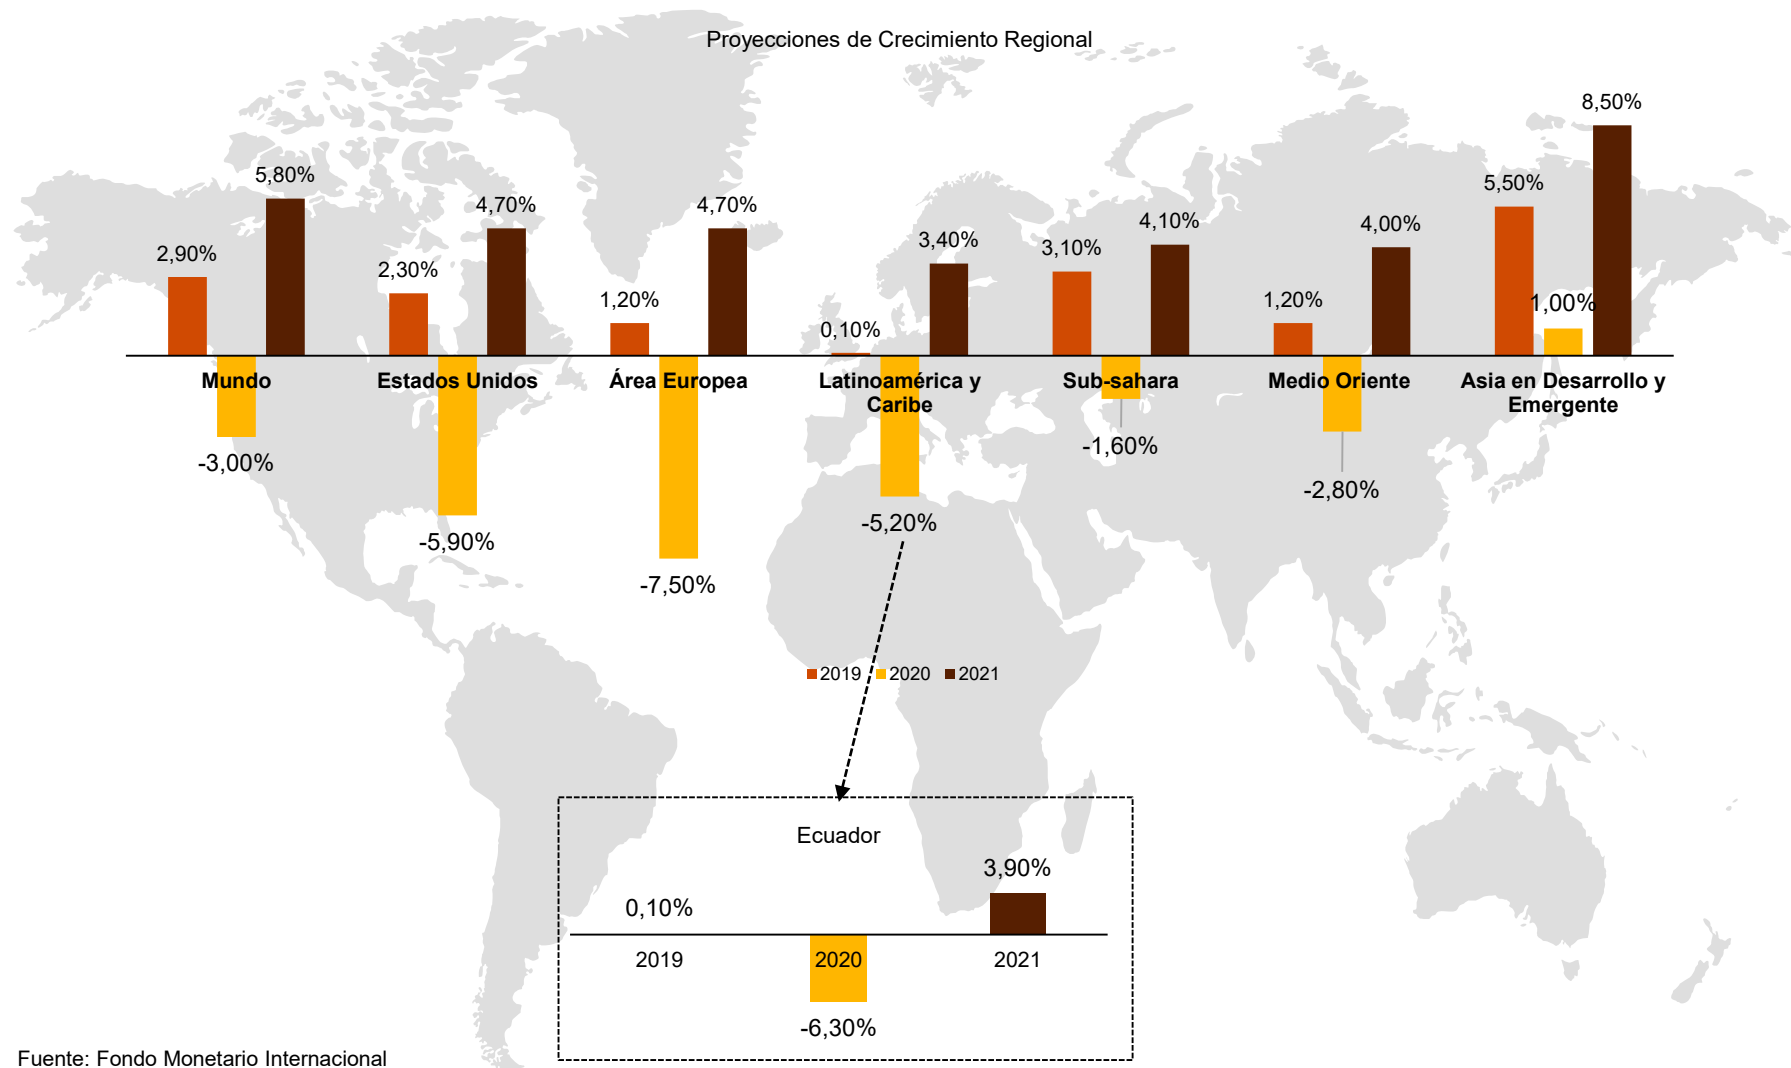 Proyecciones de Crecimiento Regional
2,90%
5,80%
2,30%
4,70%
1,20%
4,70%
0,10%
3,40%
3,10%
4,10%
1,20%
4,00%
5,50%
1,00%
8,50%
Mundo
Estados Unidos
Área Europea
Latinoamérica y
Caribe
Sub-sahara
Medio Oriente
Asia en Desarrollo y
Emergente
-3,00%
-5,90%
-7,50%
-5,20%
-1,60%
-2,80%
2019 2020 2021
Ecuador
0,10%
3,90%
2019 2020 2021
-6,30%
Fuente: Fondo Monetario Internacional